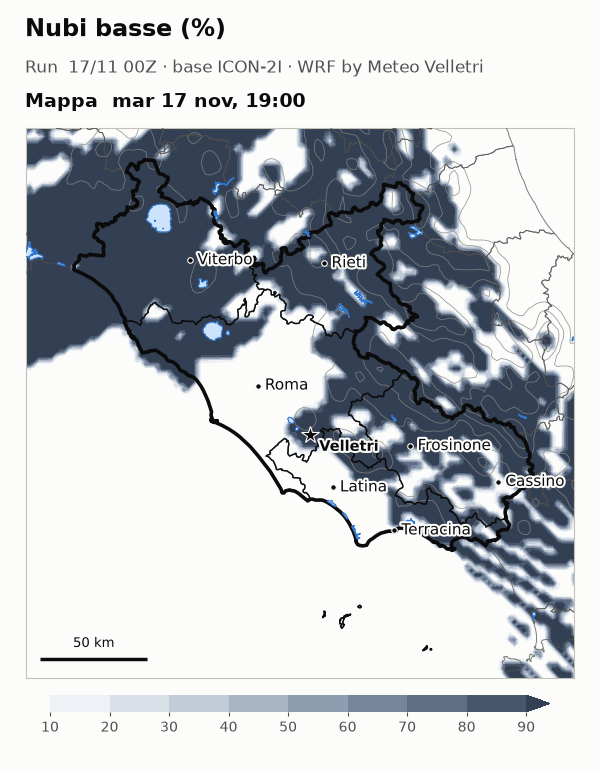 Nubi basse (%)
Run  17/11 00Z · base ICON-2I · WRF by Meteo Velletri
Mappa  mar 17 nov, 19:00
Viterbo
Rieti
Roma
Velletri
Frosinone
Cassino
Latina
Terracina
50 km
10 20 30 40 50 60 70 80 90